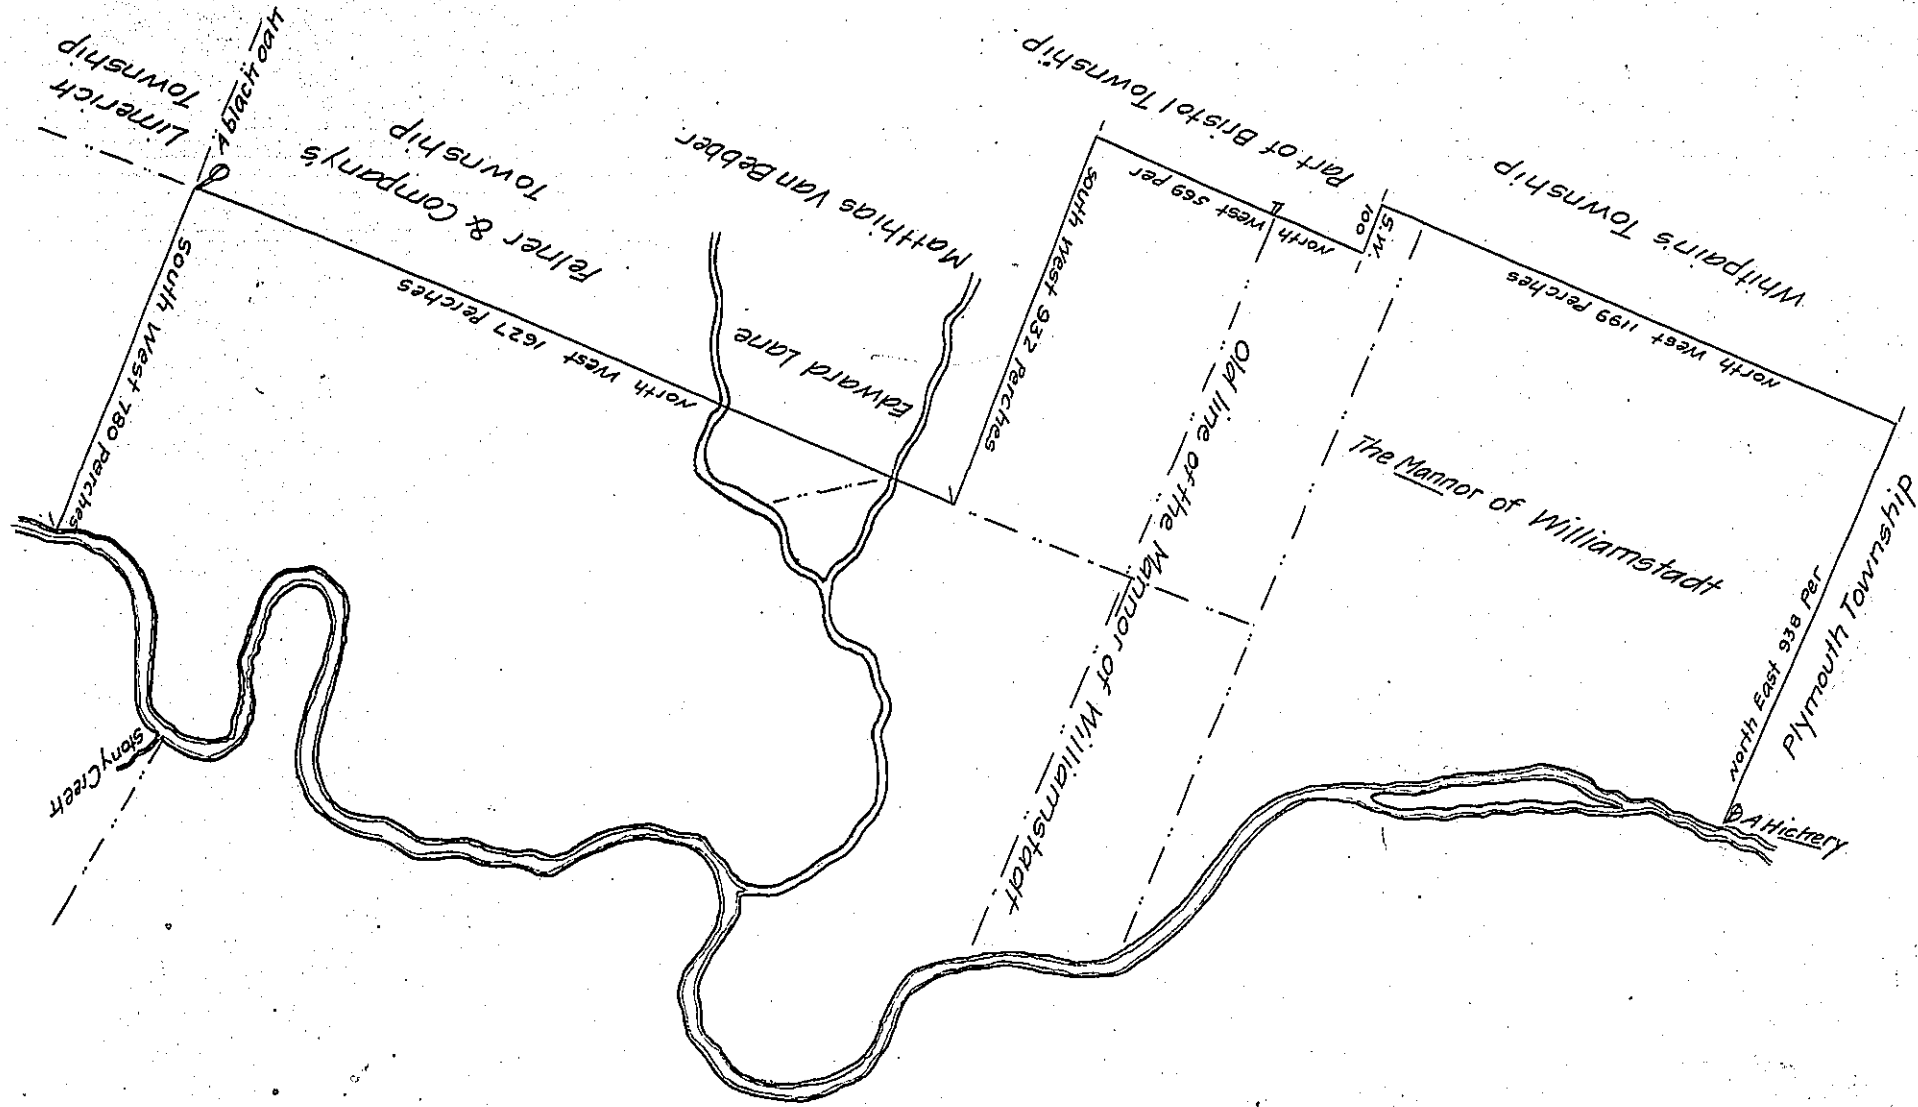 Limerick
Township
A black oak
Felner & Company's
Township
Matthias Van Bebber
Edward Lane
Part of Bristol Township
Whitpain's Township
South West 780 perches
North West 1627 Perches
South West 932 Perches
North West 569 per
S.W.
100
North West 1199 Perches
Old line of the Mannor of Williamstadt
The Mannor of Williamstadt
North East 938 Per
Plymouth Township
A Hickery
Stony Creek